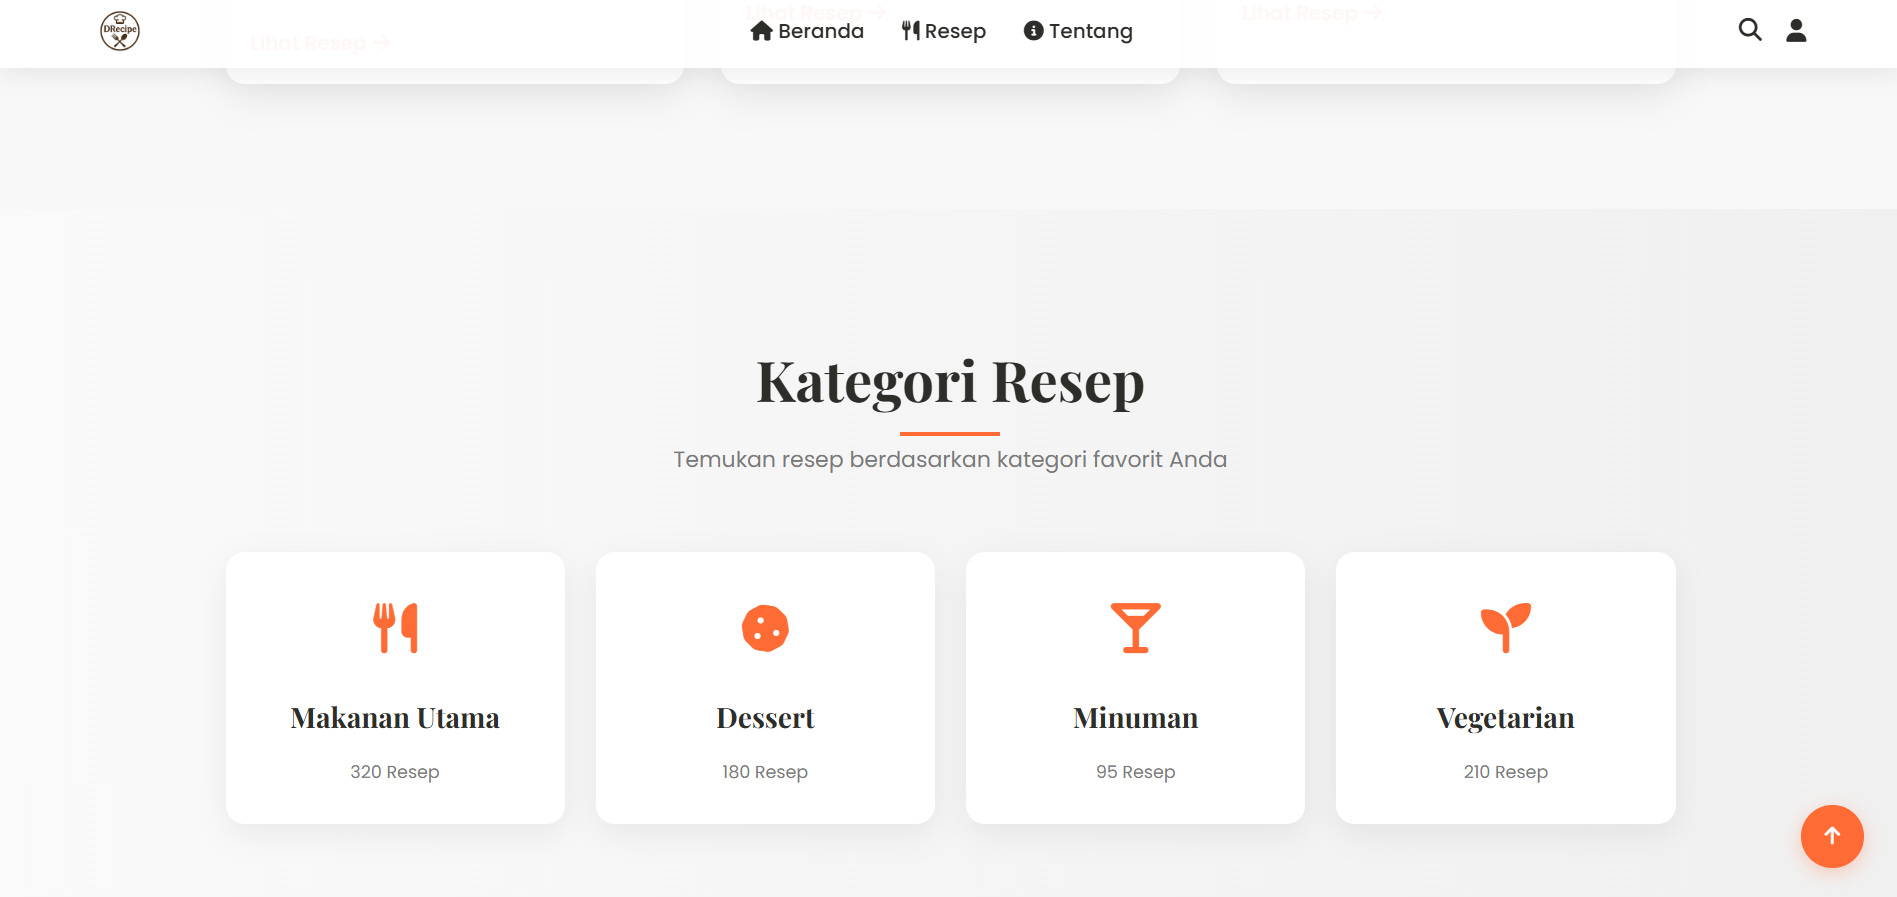 DRecipe
Beranda
Resep
Tentang
Lihat Resep →
Lihat Resep →
Lihat Resep →
Kategori Resep
Temukan resep berdasarkan kategori favorit Anda
Makanan Utama
320 Resep
Dessert
180 Resep
Minuman
95 Resep
Vegetarian
210 Resep